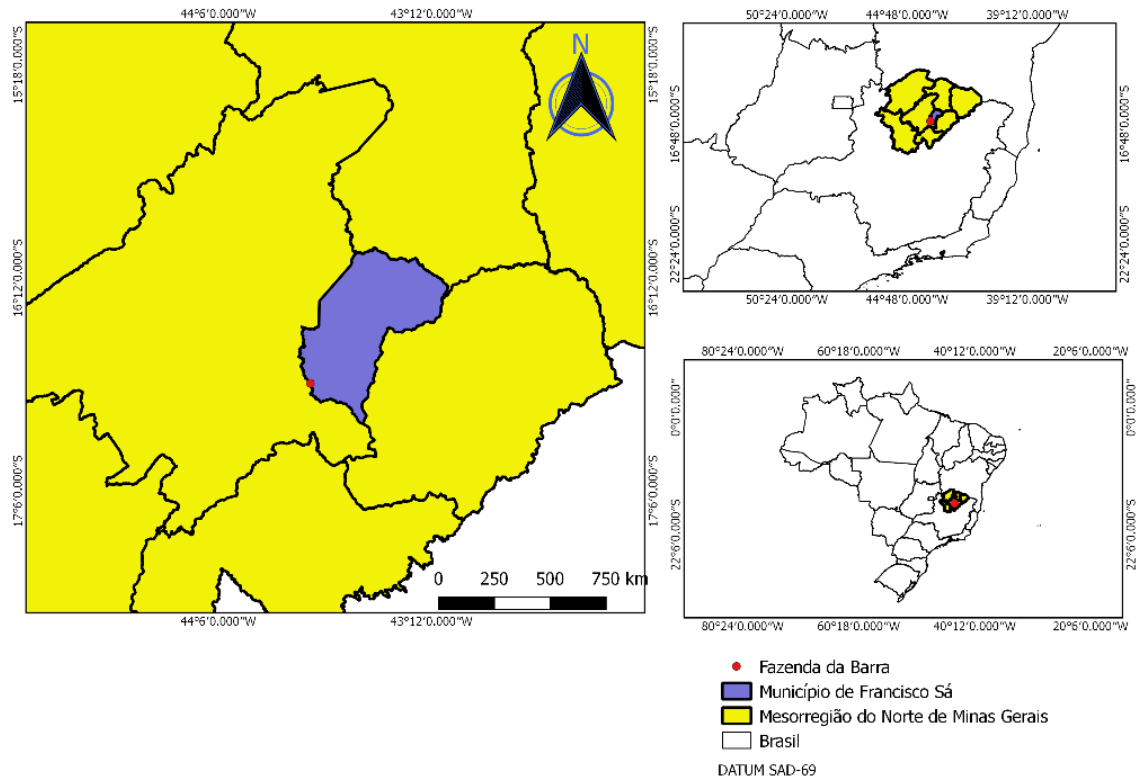 44°6'0.000"W 43°12'0.000"W
15°18'0.000"S 15°18'0.000"S
N
16°12'0.000"S 16°12'0.000"S
17°6'0.000"S 17°6'0.000"S
0 250 500 750 km
44°6'0.000"W 43°12'0.000"W
50°24'0.000"W 44°48'0.000"W 39°12'0.000"W
16°48'0.000"S 16°48'0.000"S
22°24'0.000"S 22°24'0.000"S
50°24'0.000"W 44°48'0.000"W 39°12'0.000"W
80°24'0.000"W 60°18'0.000"W 40°12'0.000"W 20°6'0.000"W
0°0'0.000" 0°0'0.000"
22°6'0.000"S 22°6'0.000"S
80°24'0.000"W 60°18'0.000"W 40°12'0.000"W 20°6'0.000"W
Fazenda da Barra
Município de Francisco Sá
Mesorregião do Norte de Minas Gerais
Brasil
DATUM SAD-69